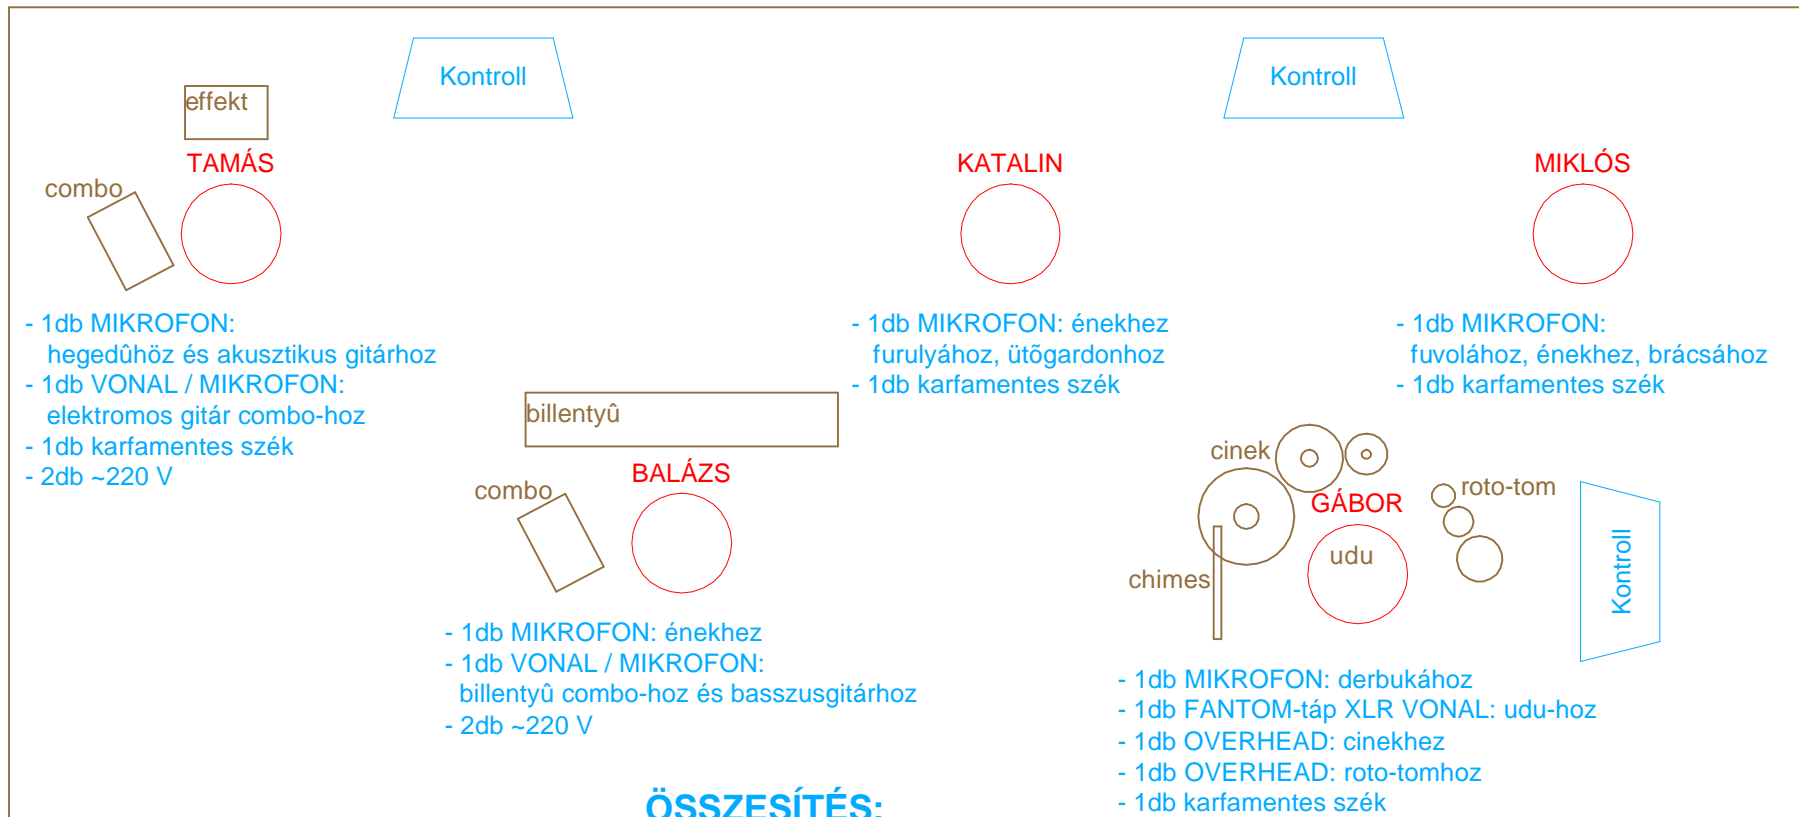 Kontroll
Kontroll
effekt
TAMÁS
KATALIN
MIKLÓS
combo
- 1db MIKROFON:
hegedûhöz és akusztikus gitárhoz
- 1db VONAL / MIKROFON:
elektromos gitár combo-hoz
- 1db karfamentes szék
- 2db ~220 V
- 1db MIKROFON: énekhez
furulyához, ütõgardonhoz
- 1db karfamentes szék
- 1db MIKROFON:
fuvolához, énekhez, brácsához
- 1db karfamentes szék
billentyû
BALÁZS
combo
- 1db MIKROFON: énekhez
- 1db VONAL / MIKROFON:
billentyû combo-hoz és basszusgitárhoz
- 2db ~220 V
cinek
GÁBOR
roto-tom
udu
chimes
Kontroll
- 1db MIKROFON: derbukához
- 1db FANTOM-táp XLR VONAL: udu-hoz
- 1db OVERHEAD: cinekhez
- 1db OVERHEAD: roto-tomhoz
- 1db karfamentes szék
ÖSSZESÍTÉS: